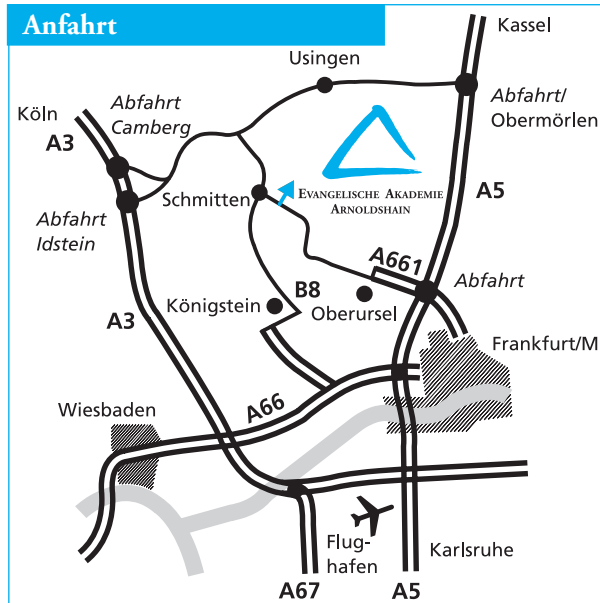 Anfahrt
Kassel
Usingen
Abfahrt
Camberg
Köln
A3
Abfahrt/
Obermörlen
Schmitten
EVANGELISCHE AKADEMIE
ARNOLDSHAIN
A5
Abfahrt
Idstein
A661
Abfahrt
B8
Königstein
Oberursel
A3
Frankfurt/M
Wiesbaden
A66
Flug-
hafen
Karlsruhe
A67
A5